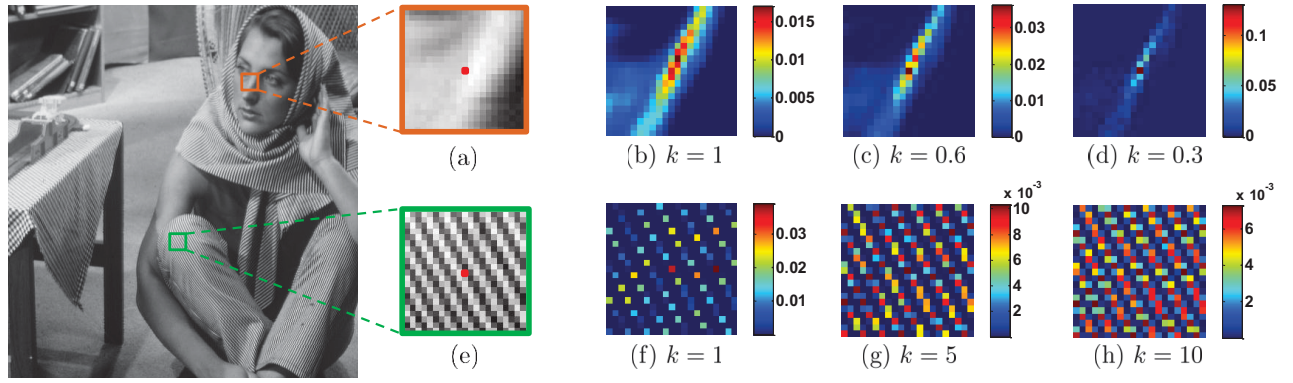 0.015
0.01
0.005
0
0.03
0.02
0.01
0
0.1
0.05
0
(a)
(b) k = 1
(c) k = 0.6
(d) k = 0.3
0.03
0.02
0.01
x 10⁻³
10
8
6
4
2
x 10⁻³
6
4
2
(e)
(f) k = 1
(g) k = 5
(h) k = 10